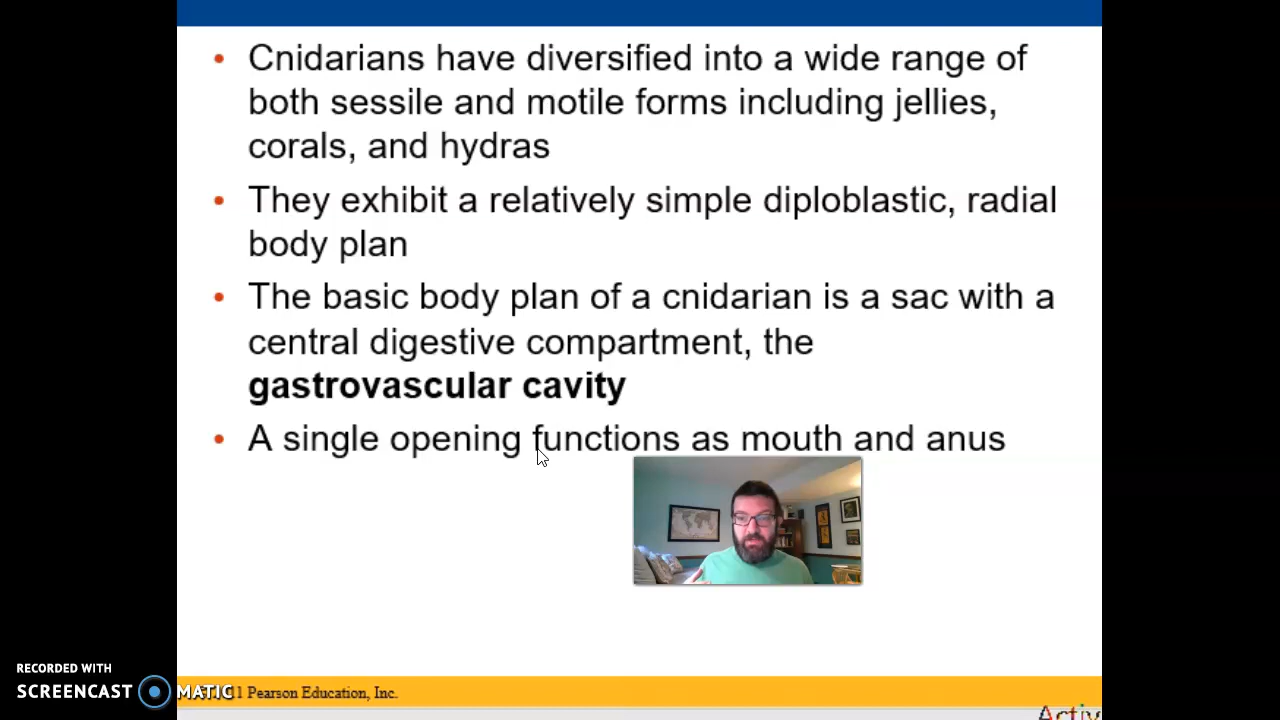 • Cnidarians have diversified into a wide range of
both sessile and motile forms including jellies,
corals, and hydras
• They exhibit a relatively simple diploblastic, radial
body plan
• The basic body plan of a cnidarian is a sac with a
central digestive compartment, the
gastrovascular cavity
• A single opening functions as mouth and anus
RECORDED WITH
SCREENCAST MATIC
11 Pearson Education, Inc.